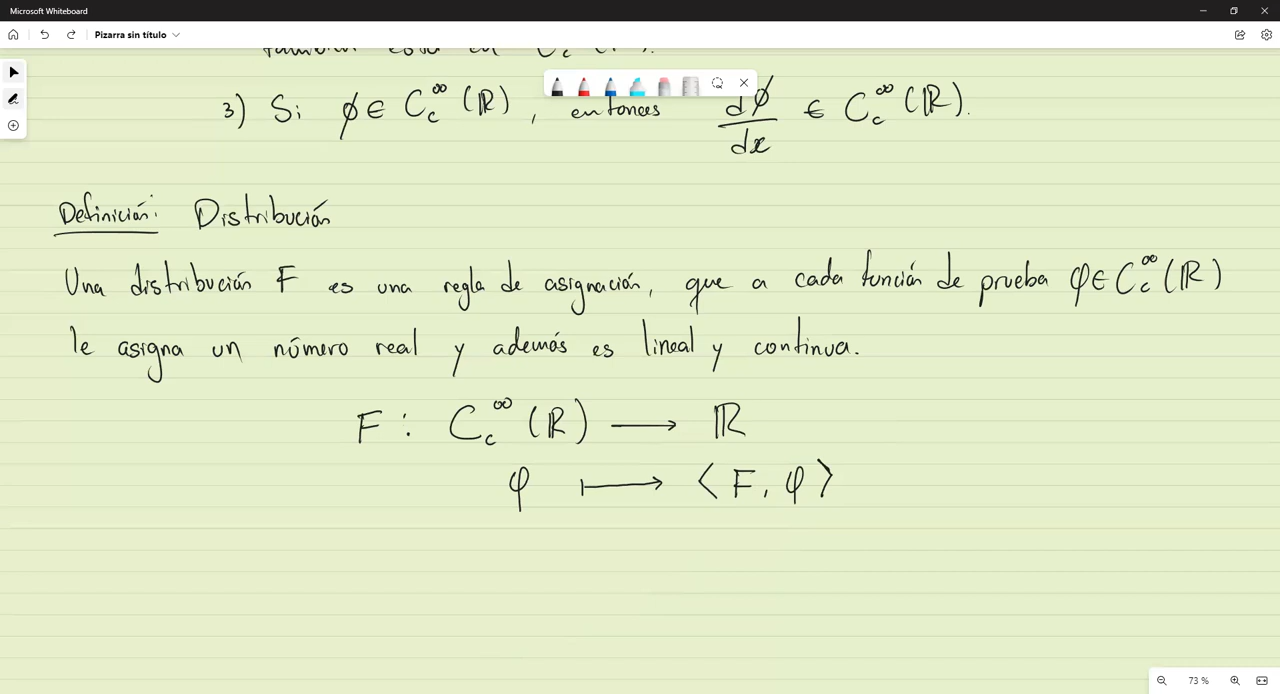 Microsoft Whiteboard
Pizarra sin título
3) Si ϕ ∈ C_c^∞ (ℝ), entonces dϕ/dx ∈ C_c^∞ (ℝ).
Definición: Distribución
Una distribución F es una regla de asignación, que a cada función de prueba φ ∈ C_c^∞ (ℝ)
le asigna un número real y además es lineal y continua.
F : C_c^∞ (ℝ) ⟶ ℝ
φ ⟼ ⟨F, φ⟩
73 %